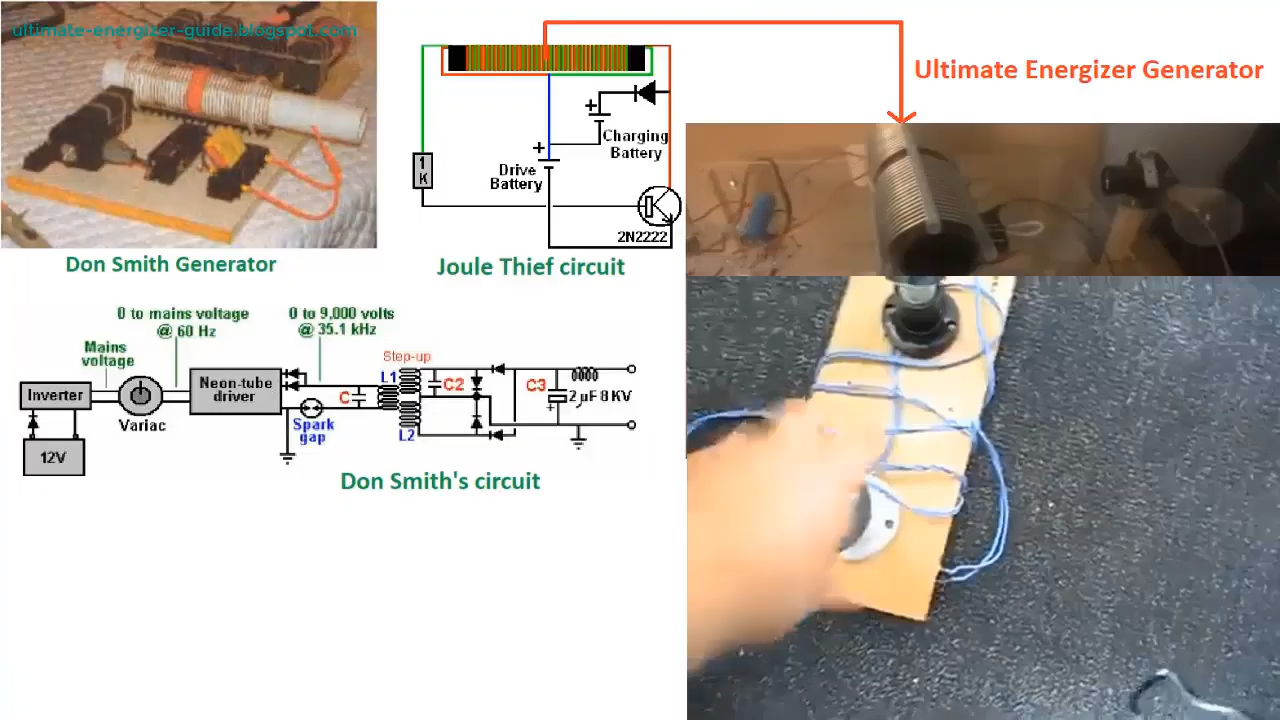 ultimate-energizer-guide.blogspot.com
Ultimate Energizer Generator
+
Charging
Battery
+
Drive
Battery
1
K
2N2222
Don Smith Generator
Joule Thief circuit
0 to mains voltage
@ 60 Hz
0 to 9,000 volts
@ 35.1 kHz
Mains
voltage
Step-up
L1
Inverter
Neon-tube
driver
C
C2
C3
2 µF 8 KV
+
Variac
Spark
gap
L2
12V
Don Smith's circuit